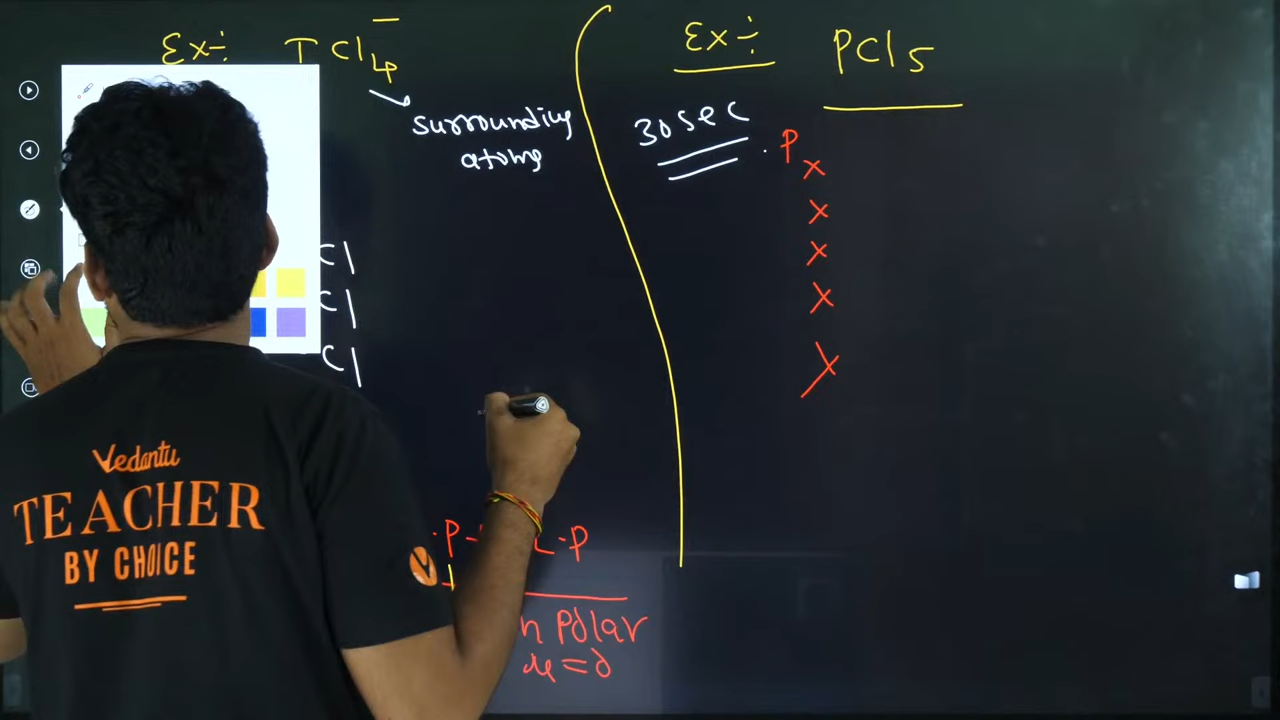 Ex÷ TCl4⁻
surrounding
atoms
Cl
Cl
Cl
Polar
μ=0
Ex÷ PCl5
30 sec
P x
x
x
x
x
Vedantu
TEACHER
BY CHOICE